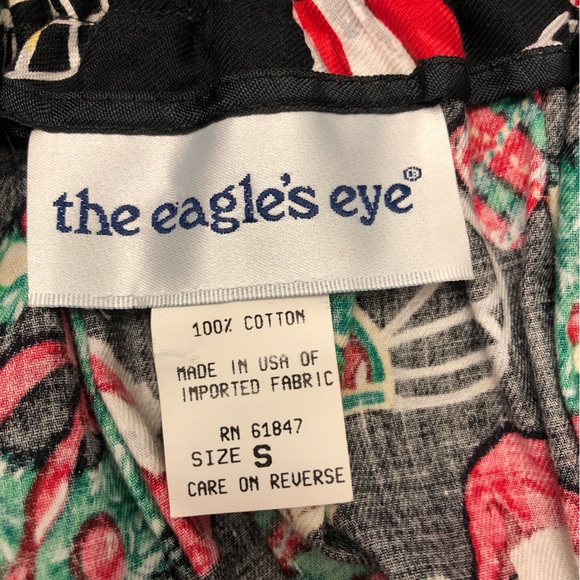 the eagle's eye®
100% COTTON
MADE IN USA OF
IMPORTED FABRIC
RN 61847
SIZE S
CARE ON REVERSE